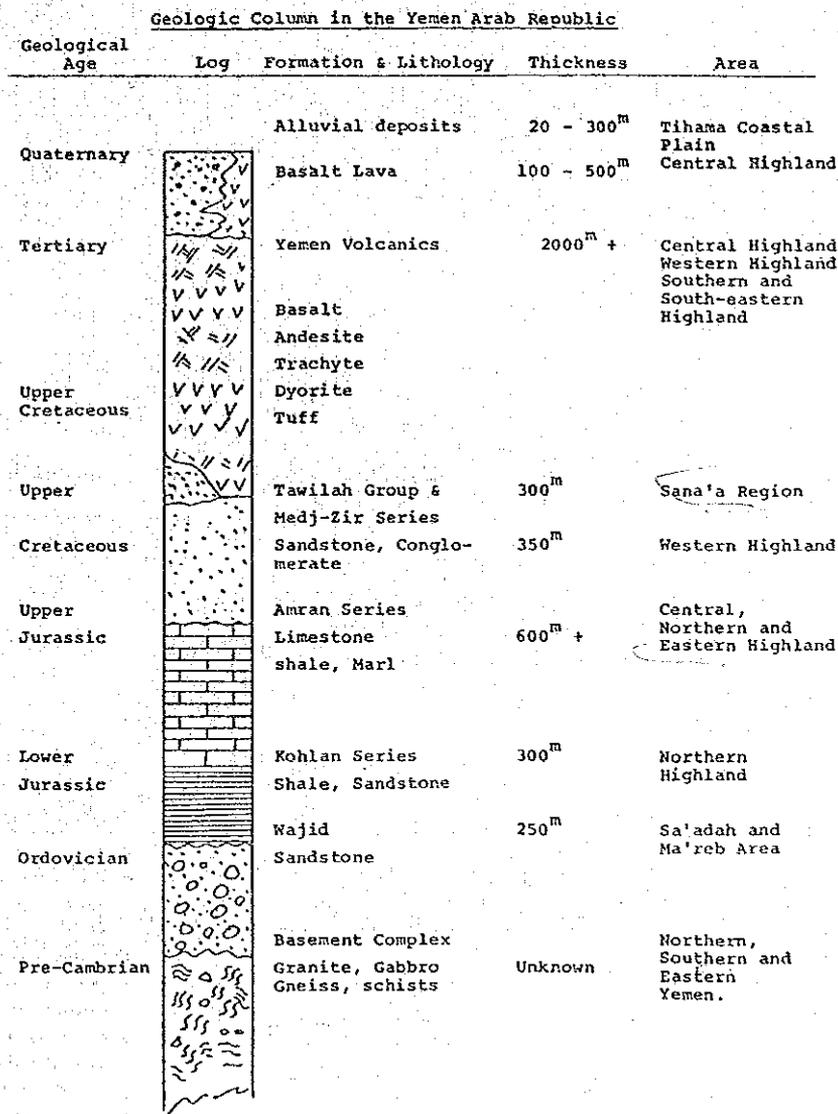 Geologic Column in the Yemen Arab Republic
Geological
Age Log Formation & Lithology Thickness Area
Alluvial deposits 20 - 300m Tihama Coastal
Plain
Quaternary
Basalt Lava 100 - 500m Central Highland
Tertiary Yemen Volcanics 2000m + Central Highland
Western Highland
Southern and
South-eastern
Basalt Highland
Andesite
Trachyte
Upper Dyorite
Cretaceous Tuff
Upper Tawilah Group & 300m Sana'a Region
Medj-Zir Series
Cretaceous Sandstone, Conglo- 350m Western Highland
merate
Upper Amran Series Central,
Northern and
Jurassic Limestone 600m + Eastern Highland
shale, Marl
Lower Kohlan Series 300m Northern
Highland
Jurassic Shale, Sandstone
Wajid 250m Sa'adah and
Ma'reb Area
Ordovician Sandstone
Basement Complex Northern,
Southern and
Pre-Cambrian Granite, Gabbro Unknown Eastern
Gneiss, schists Yemen.